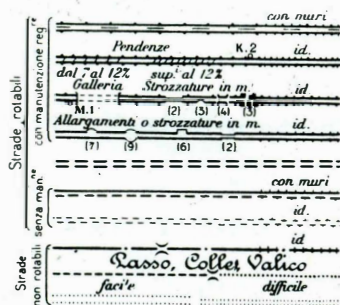 con muri
Pendenze K.2 id.
dal 7 al 12% sup. al 12%
Galleria Strozzature in m. id
M.1 (2) (3) (4) (3)
Allargamenti o strozzature in m. id.
(7) (9) (6) (2)
con muri
id.
id
Passo, Colle, Valico
facile difficile
Strade rotabili
con manutenzione reg.re
senza man.ne
Strade
non rotabili